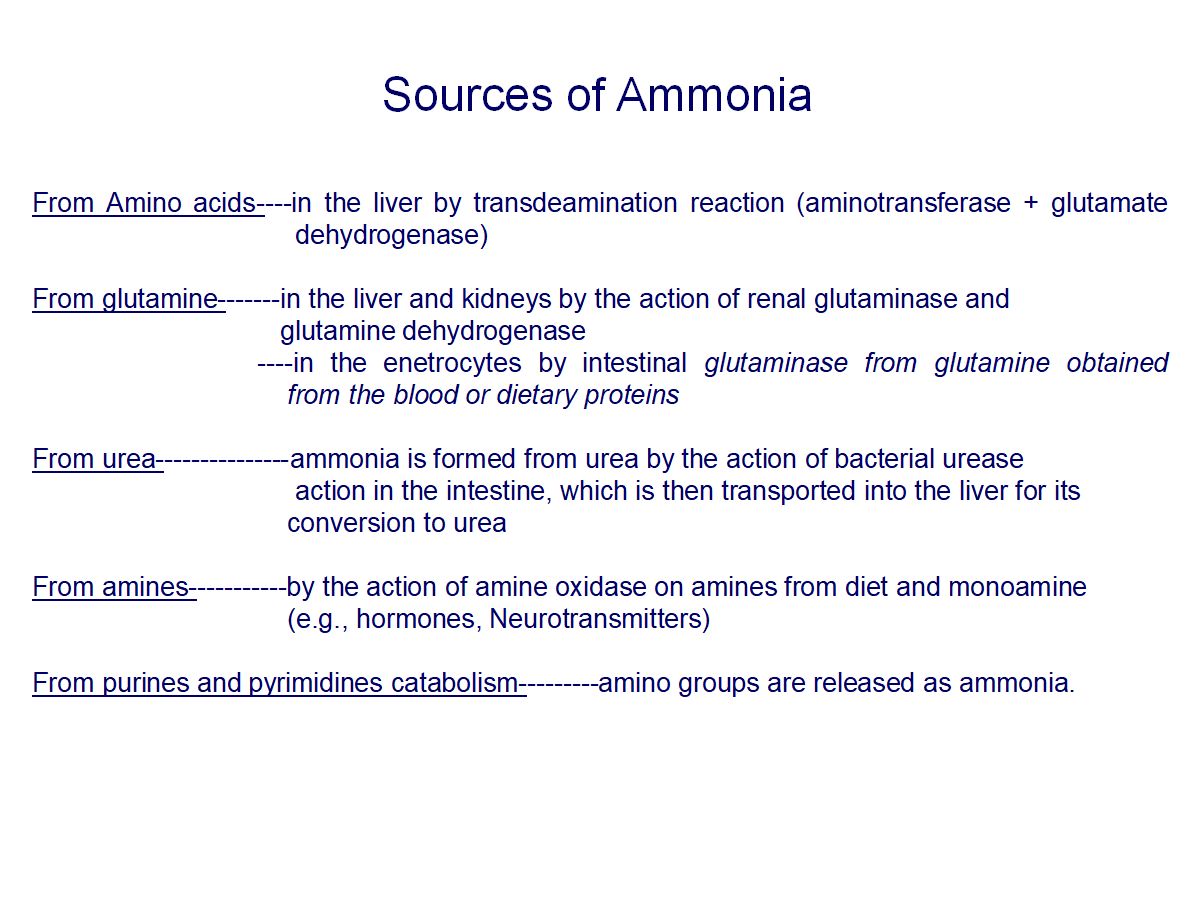 Sources of Ammonia
From Amino acids----in the liver by transdeamination reaction (aminotransferase + glutamate
dehydrogenase)
From glutamine-------in the liver and kidneys by the action of renal glutaminase and
glutamine dehydrogenase
----in the enetrocytes by intestinal glutaminase from glutamine obtained
from the blood or dietary proteins
From urea---------------ammonia is formed from urea by the action of bacterial urease
action in the intestine, which is then transported into the liver for its
conversion to urea
From amines-----------by the action of amine oxidase on amines from diet and monoamine
(e.g., hormones, Neurotransmitters)
From purines and pyrimidines catabolism---------amino groups are released as ammonia.